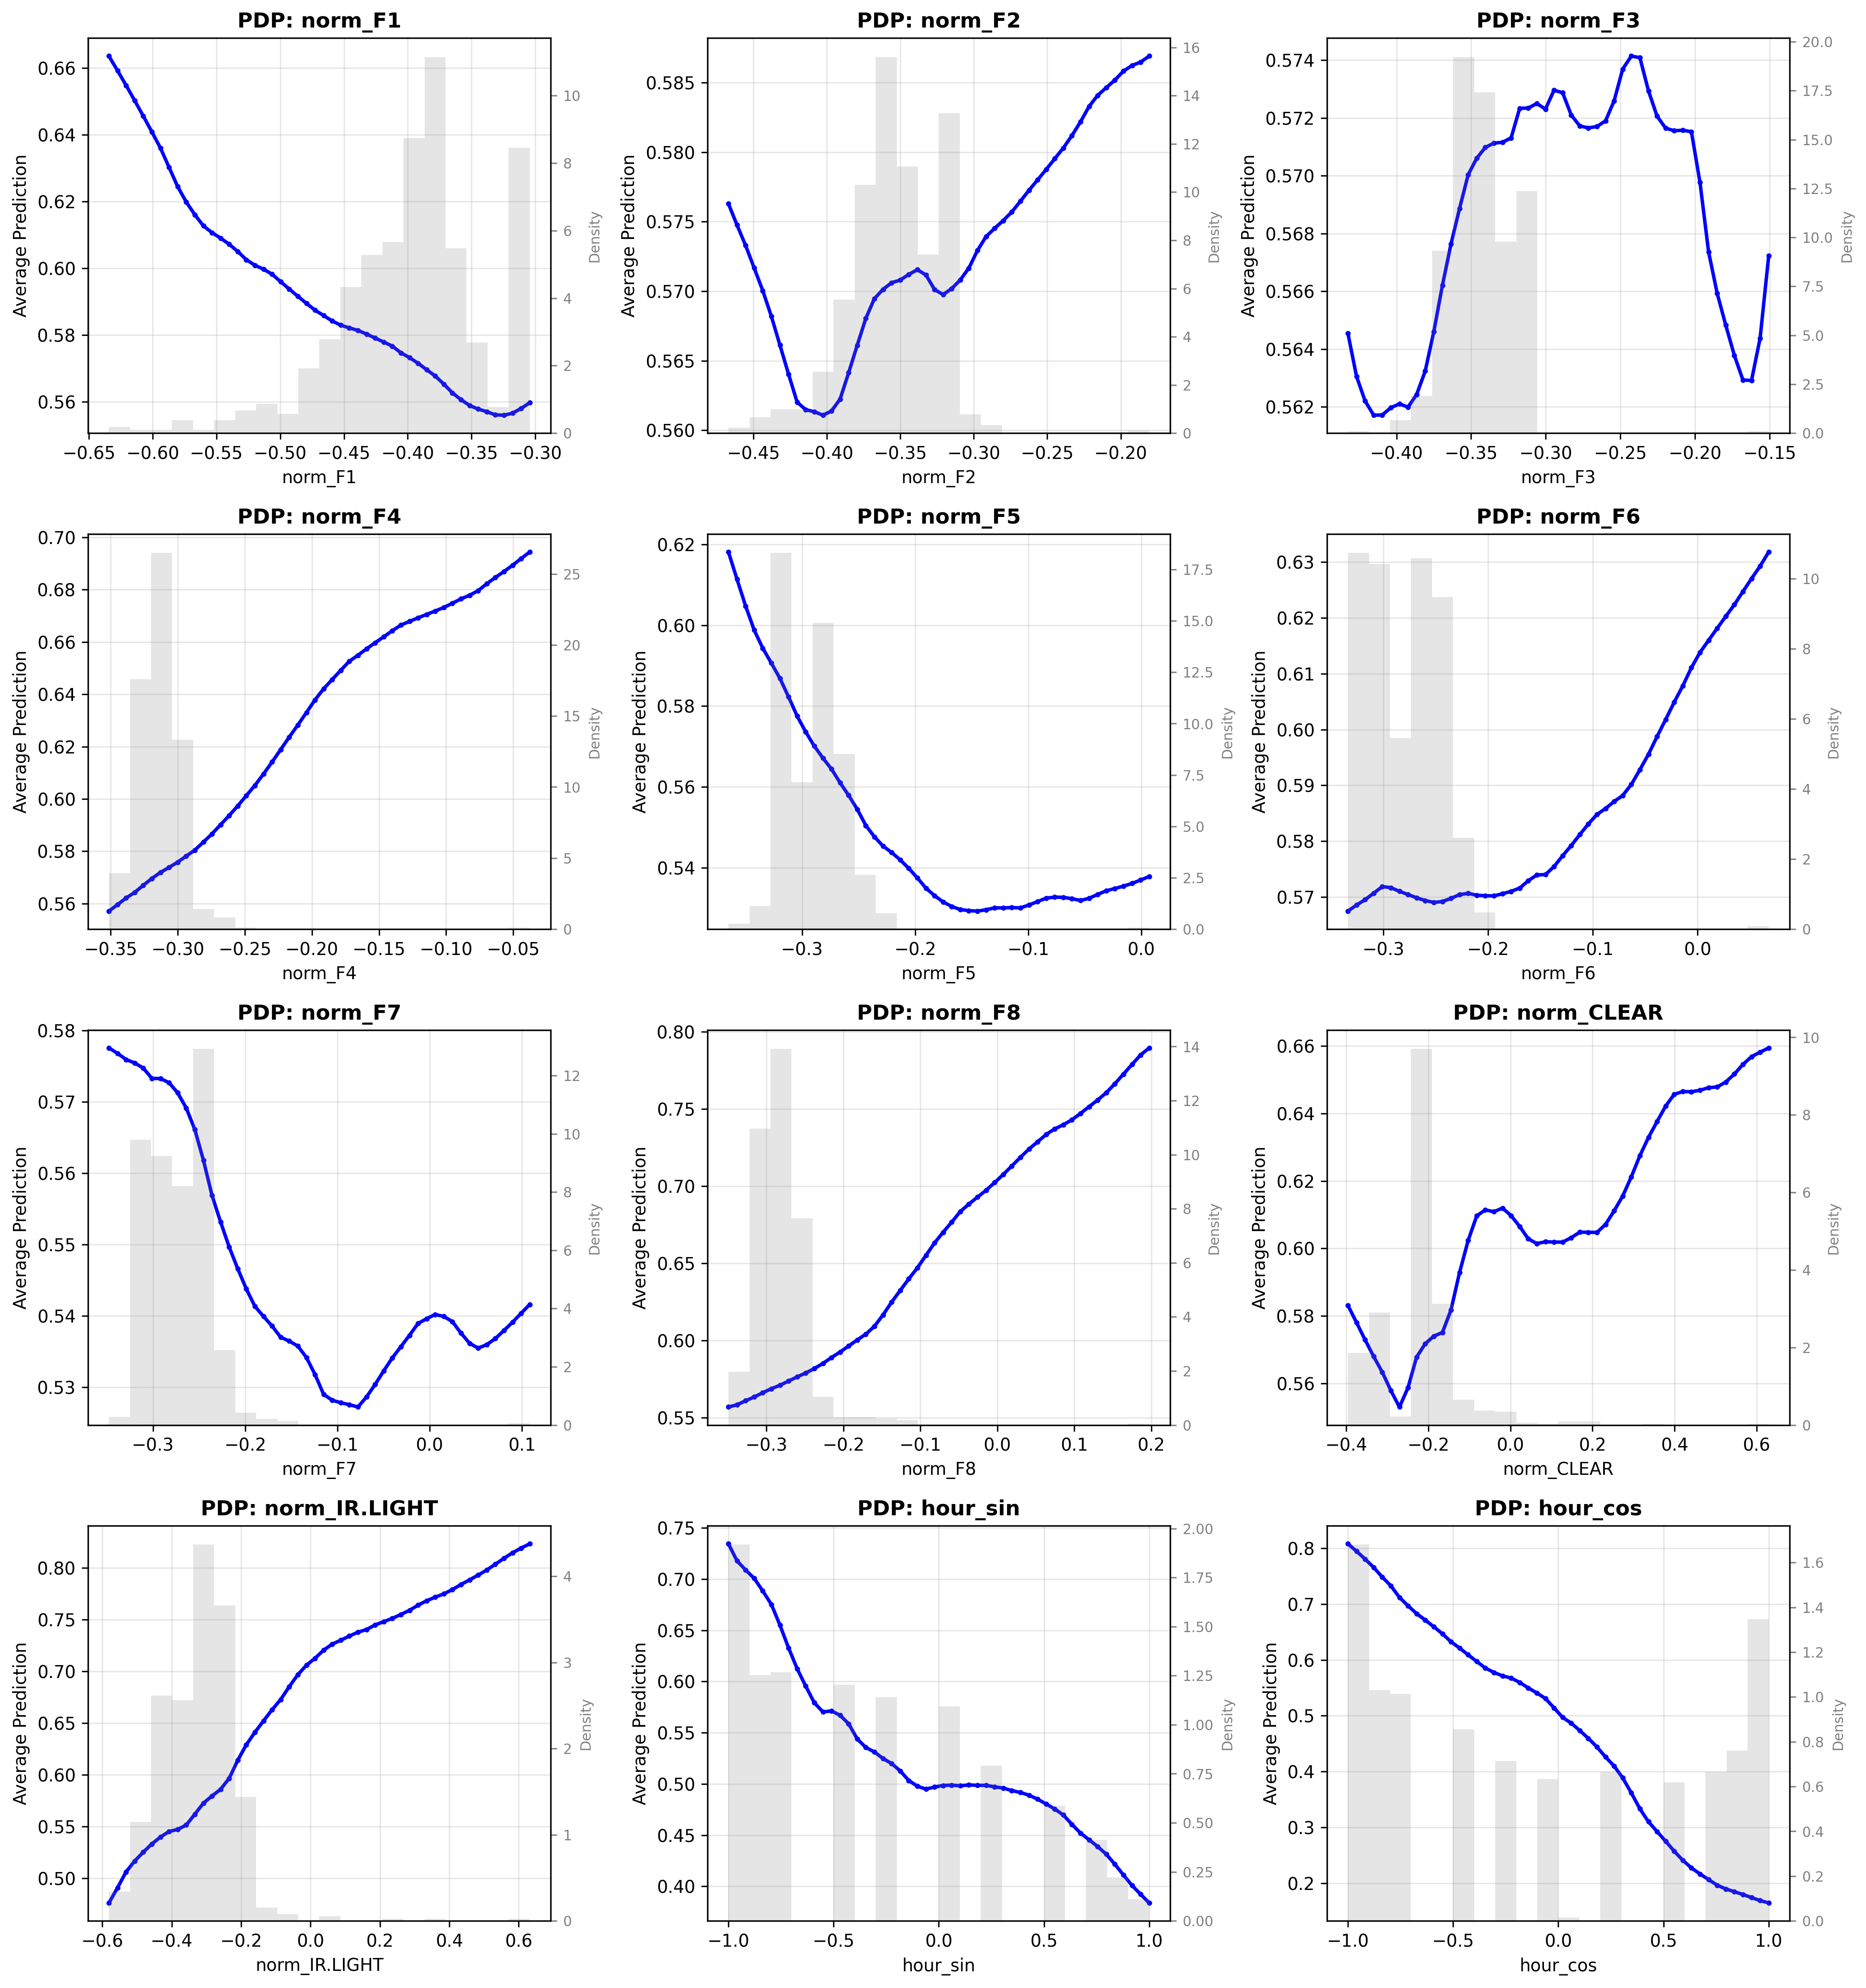 PDP: norm_F1
0.66
0.64
0.62
0.60
0.58
0.56
Average Prediction
10
8
6
4
2
0
Density
−0.65 −0.60 −0.55 −0.50 −0.45 −0.40 −0.35 −0.30
norm_F1
PDP: norm_F2
0.585
0.580
0.575
0.570
0.565
0.560
Average Prediction
16
14
12
10
8
6
4
2
0
Density
−0.45 −0.40 −0.35 −0.30 −0.25 −0.20
norm_F2
PDP: norm_F3
0.574
0.572
0.570
0.568
0.566
0.564
0.562
Average Prediction
20.0
17.5
15.0
12.5
10.0
7.5
5.0
2.5
0.0
Density
−0.40 −0.35 −0.30 −0.25 −0.20 −0.15
norm_F3
PDP: norm_F4
0.70
0.68
0.66
0.64
0.62
0.60
0.58
0.56
Average Prediction
25
20
15
10
5
0
Density
−0.35 −0.30 −0.25 −0.20 −0.15 −0.10 −0.05
norm_F4
PDP: norm_F5
0.62
0.60
0.58
0.56
0.54
Average Prediction
17.5
15.0
12.5
10.0
7.5
5.0
2.5
0.0
Density
−0.3 −0.2 −0.1 0.0
norm_F5
PDP: norm_F6
0.63
0.62
0.61
0.60
0.59
0.58
0.57
Average Prediction
10
8
6
4
2
0
Density
−0.3 −0.2 −0.1 0.0
norm_F6
PDP: norm_F7
0.58
0.57
0.56
0.55
0.54
0.53
Average Prediction
12
10
8
6
4
2
0
Density
−0.3 −0.2 −0.1 0.0 0.1
norm_F7
PDP: norm_F8
0.80
0.75
0.70
0.65
0.60
0.55
Average Prediction
14
12
10
8
6
4
2
0
Density
−0.3 −0.2 −0.1 0.0 0.1 0.2
norm_F8
PDP: norm_CLEAR
0.66
0.64
0.62
0.60
0.58
0.56
Average Prediction
10
8
6
4
2
0
Density
−0.4 −0.2 0.0 0.2 0.4 0.6
norm_CLEAR
PDP: norm_IR.LIGHT
0.80
0.75
0.70
0.65
0.60
0.55
0.50
Average Prediction
4
3
2
1
0
Density
−0.6 −0.4 −0.2 0.0 0.2 0.4 0.6
norm_IR.LIGHT
PDP: hour_sin
0.75
0.70
0.65
0.60
0.55
0.50
0.45
0.40
Average Prediction
2.00
1.75
1.50
1.25
1.00
0.75
0.50
0.25
0.00
Density
−1.0 −0.5 0.0 0.5 1.0
hour_sin
PDP: hour_cos
0.8
0.7
0.6
0.5
0.4
0.3
0.2
Average Prediction
1.6
1.4
1.2
1.0
0.8
0.6
0.4
0.2
0.0
Density
−1.0 −0.5 0.0 0.5 1.0
hour_cos